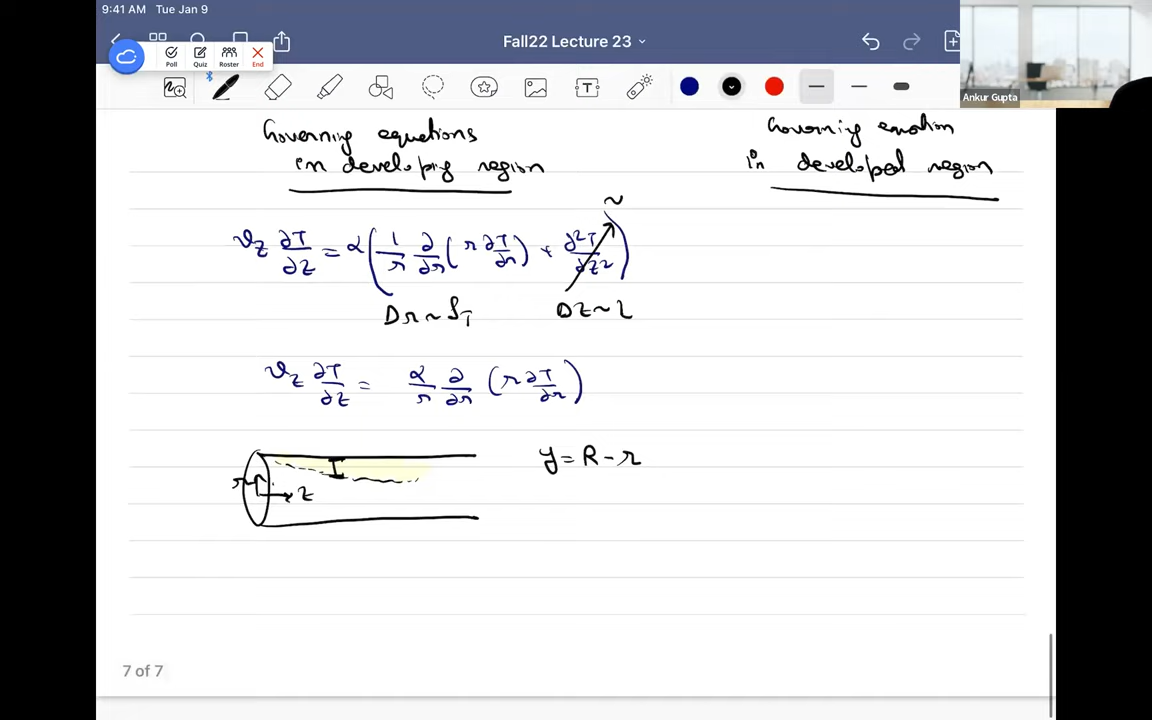 9:41 AM Tue Jan 9
Fall22 Lecture 23
Poll Quiz Roster End
Ankur Gupta
Governing equations
in developing region
Governing equation
in developed region
~
v_z ∂T/∂z = α( 1/r ∂/∂r ( r ∂T/∂r ) + ∂²T/∂z² )
Δr ~ δ_T Δz ~ L
v_z ∂T/∂z = α/r ∂/∂r ( r ∂T/∂r )
y = R - r
r z
7 of 7